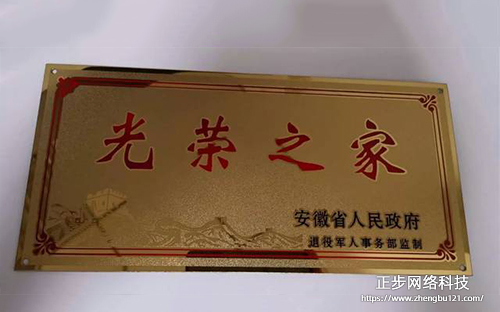 光荣之家
安徽省人民政府
退役军人事务部监制
正步网络科技
https://www.zhengbu121.com/